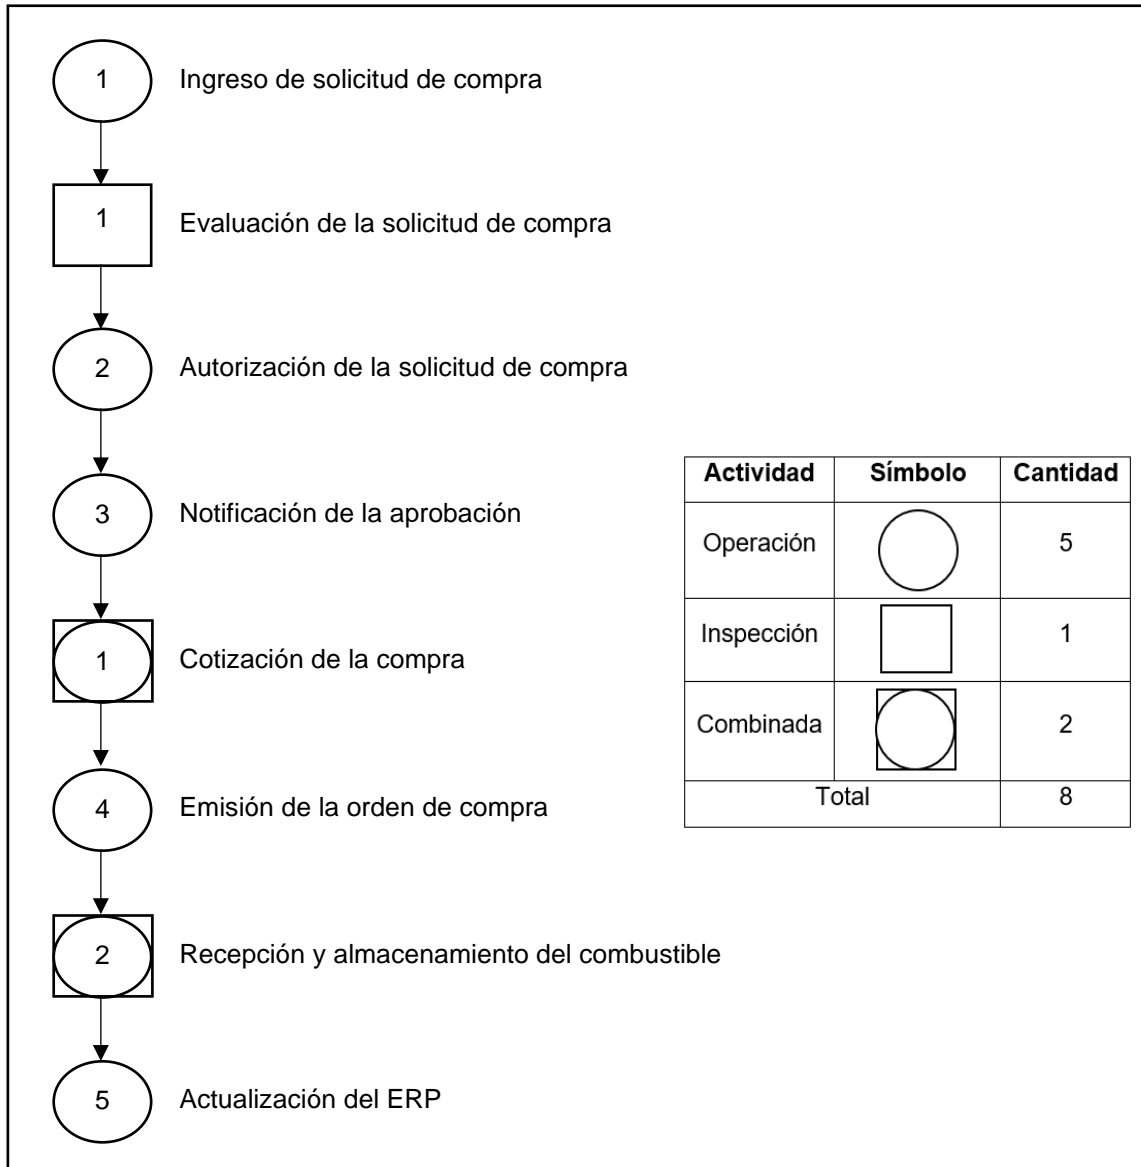 1 Ingreso de solicitud de compra
1 Evaluación de la solicitud de compra
2 Autorización de la solicitud de compra
3 Notificación de la aprobación
1 Cotización de la compra
4 Emisión de la orden de compra
2 Recepción y almacenamiento del combustible
5 Actualización del ERP
Actividad Símbolo Cantidad
Operación 5
Inspección 1
Combinada 2
Total 8